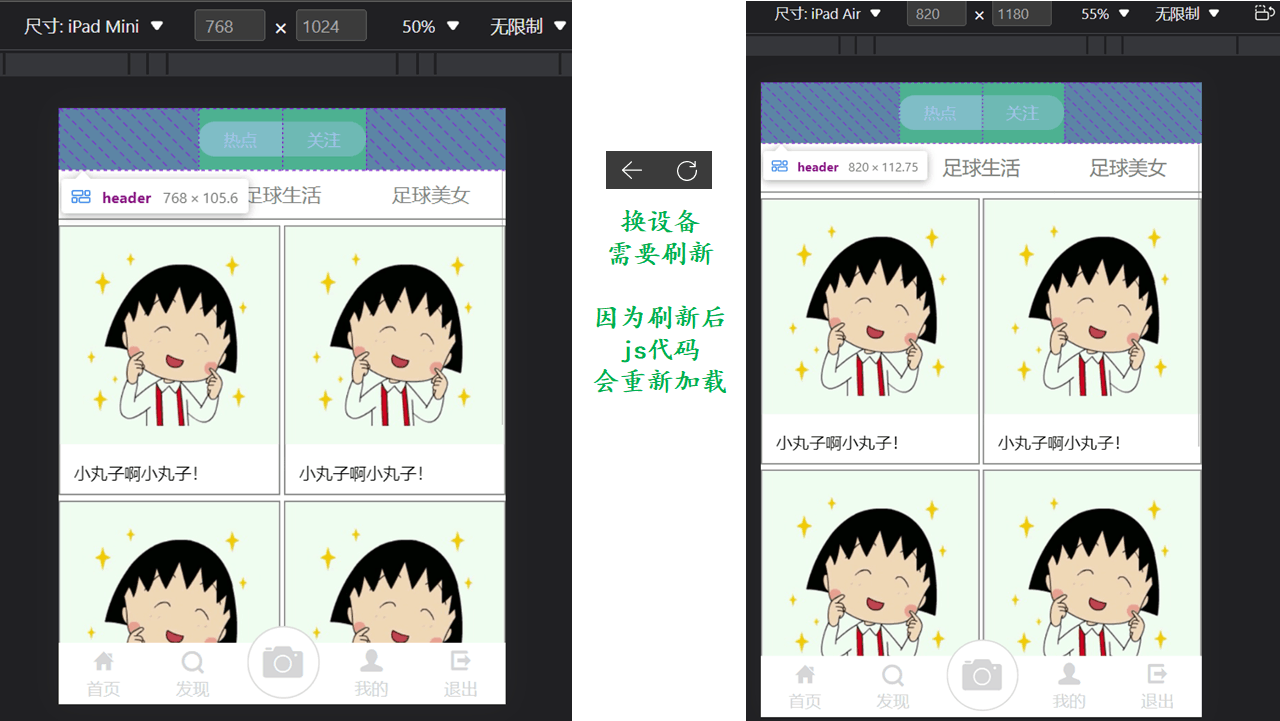 尺寸: iPad Mini 768 × 1024 50% 无限制
热点 关注
header 768 × 105.6
足球生活 足球美女
小丸子啊小丸子！ 小丸子啊小丸子！
首页 发现 我的 退出
换设备
需要刷新
因为刷新后
js代码
会重新加载
尺寸: iPad Air 820 × 1180 55% 无限制
热点 关注
header 820 × 112.75
足球生活 足球美女
小丸子啊小丸子！ 小丸子啊小丸子！
首页 发现 我的 退出